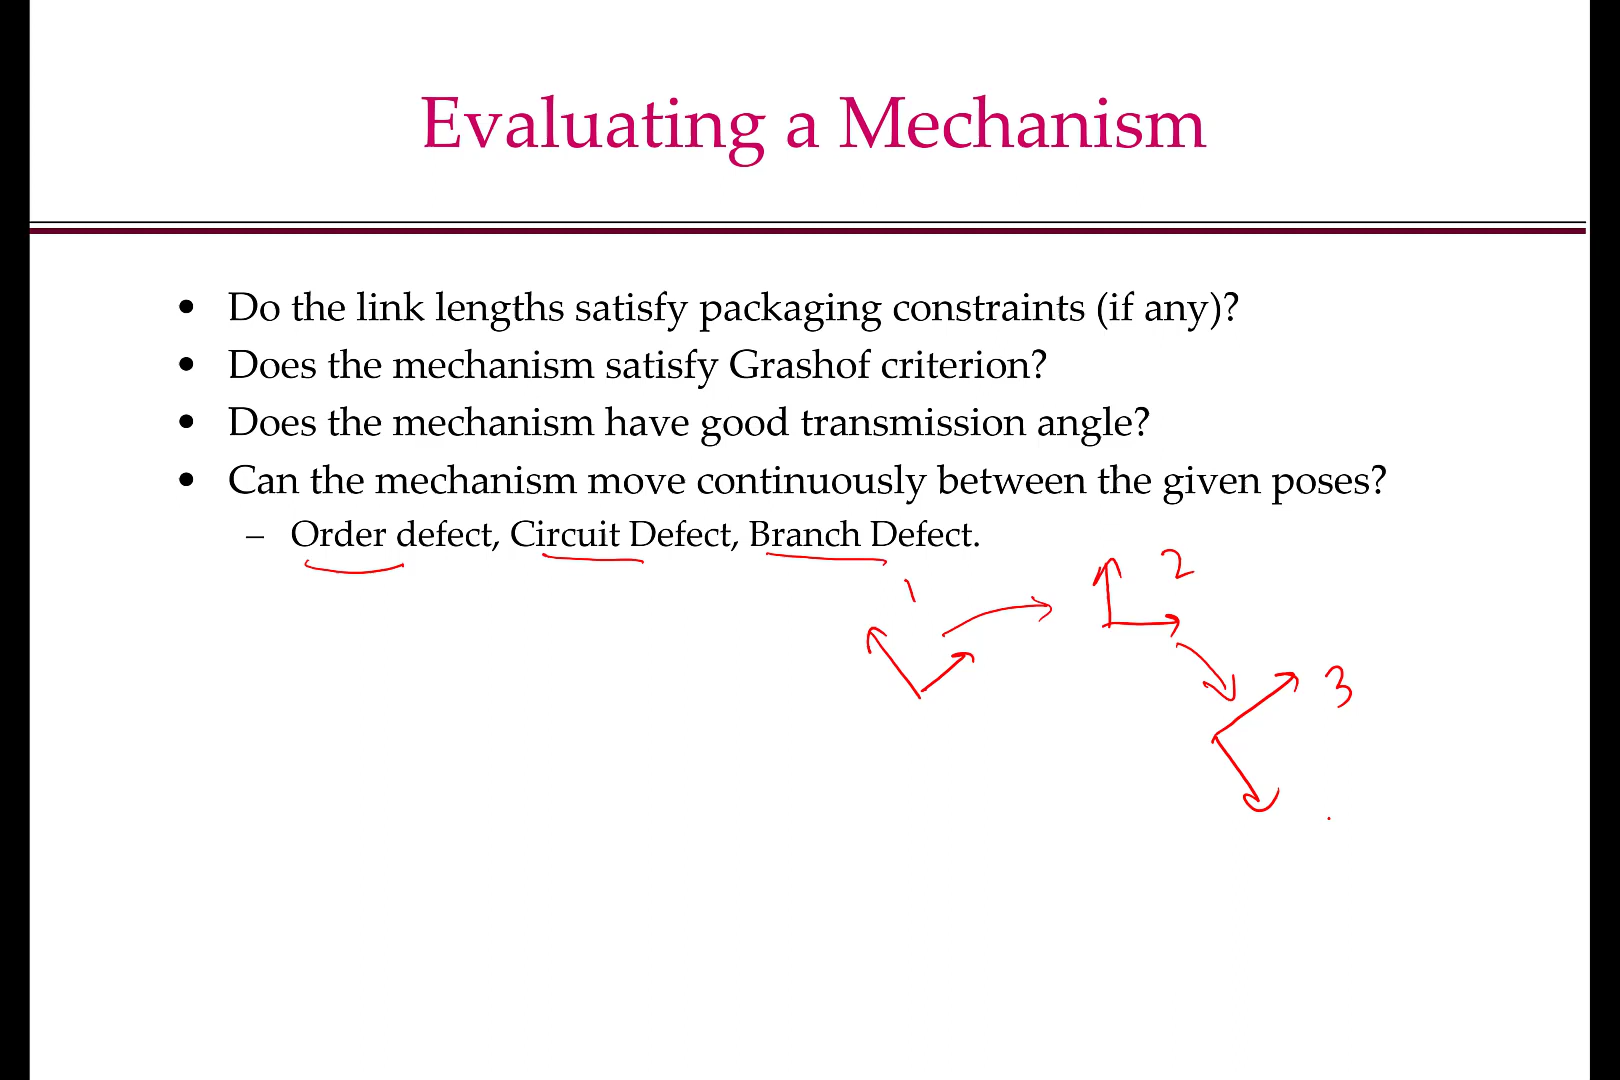 Evaluating a Mechanism
• Do the link lengths satisfy packaging constraints (if any)?
• Does the mechanism satisfy Grashof criterion?
• Does the mechanism have good transmission angle?
• Can the mechanism move continuously between the given poses?
– Order defect, Circuit Defect, Branch Defect.
1
2
3